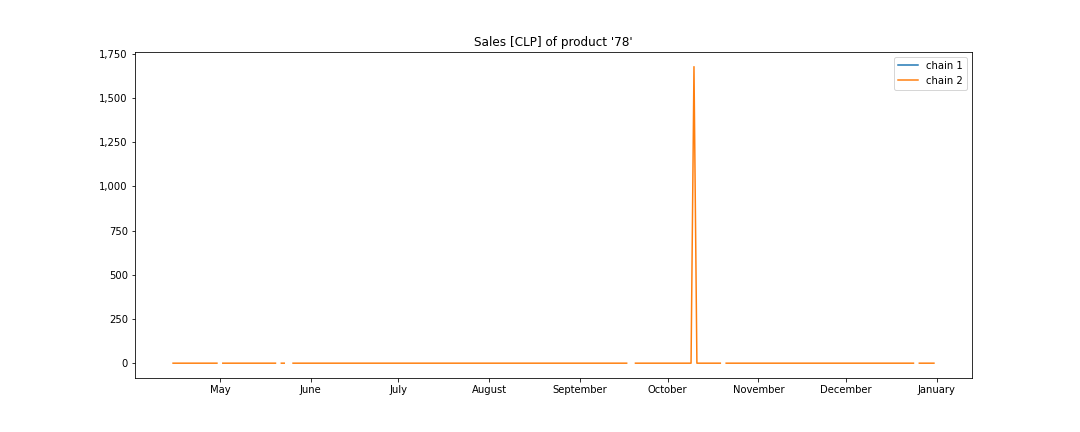 Sales [CLP] of product '78'
1,750
1,500
1,250
1,000
750
500
250
0
chain 1
chain 2
May June July August September October November December January